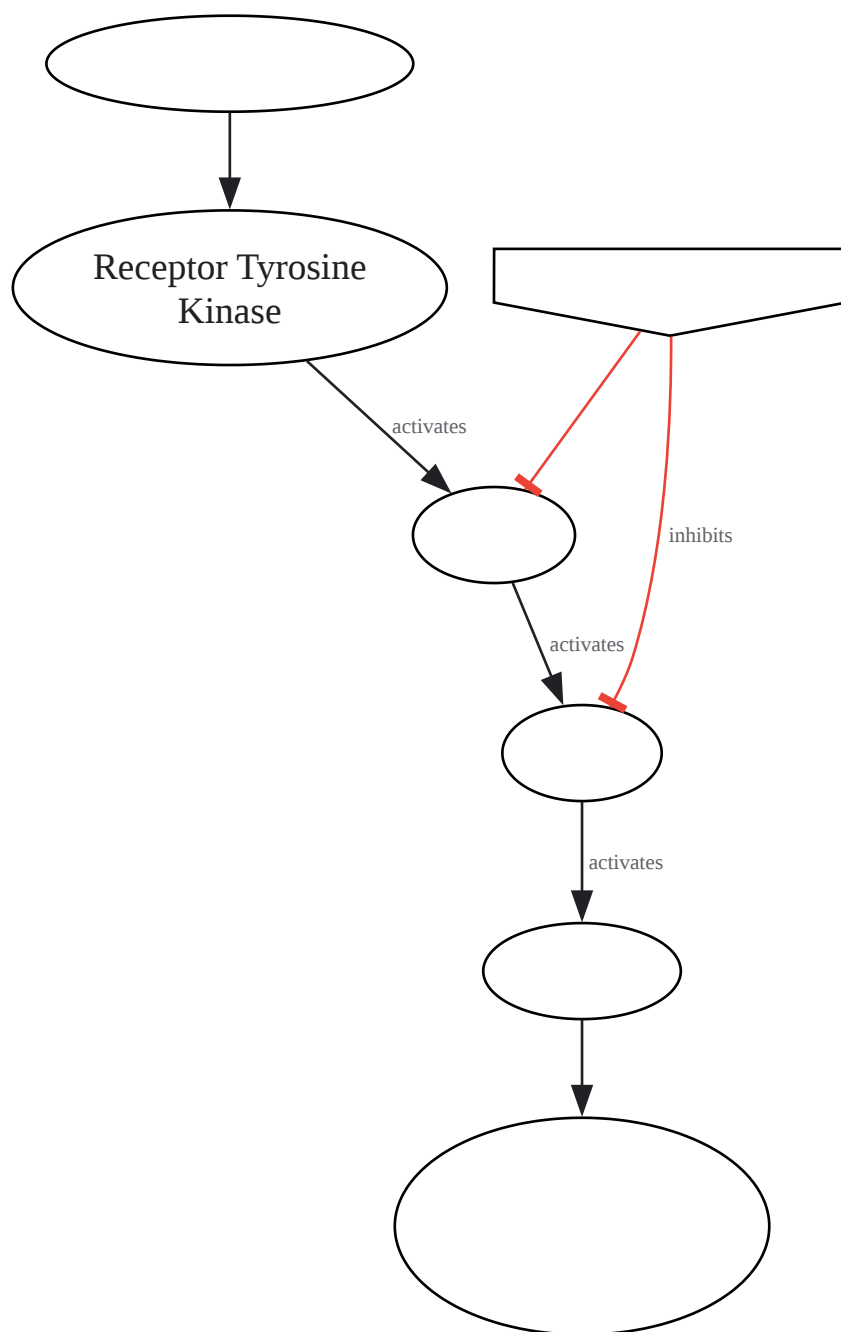 Receptor Tyrosine
Kinase
activates
inhibits
activates
activates